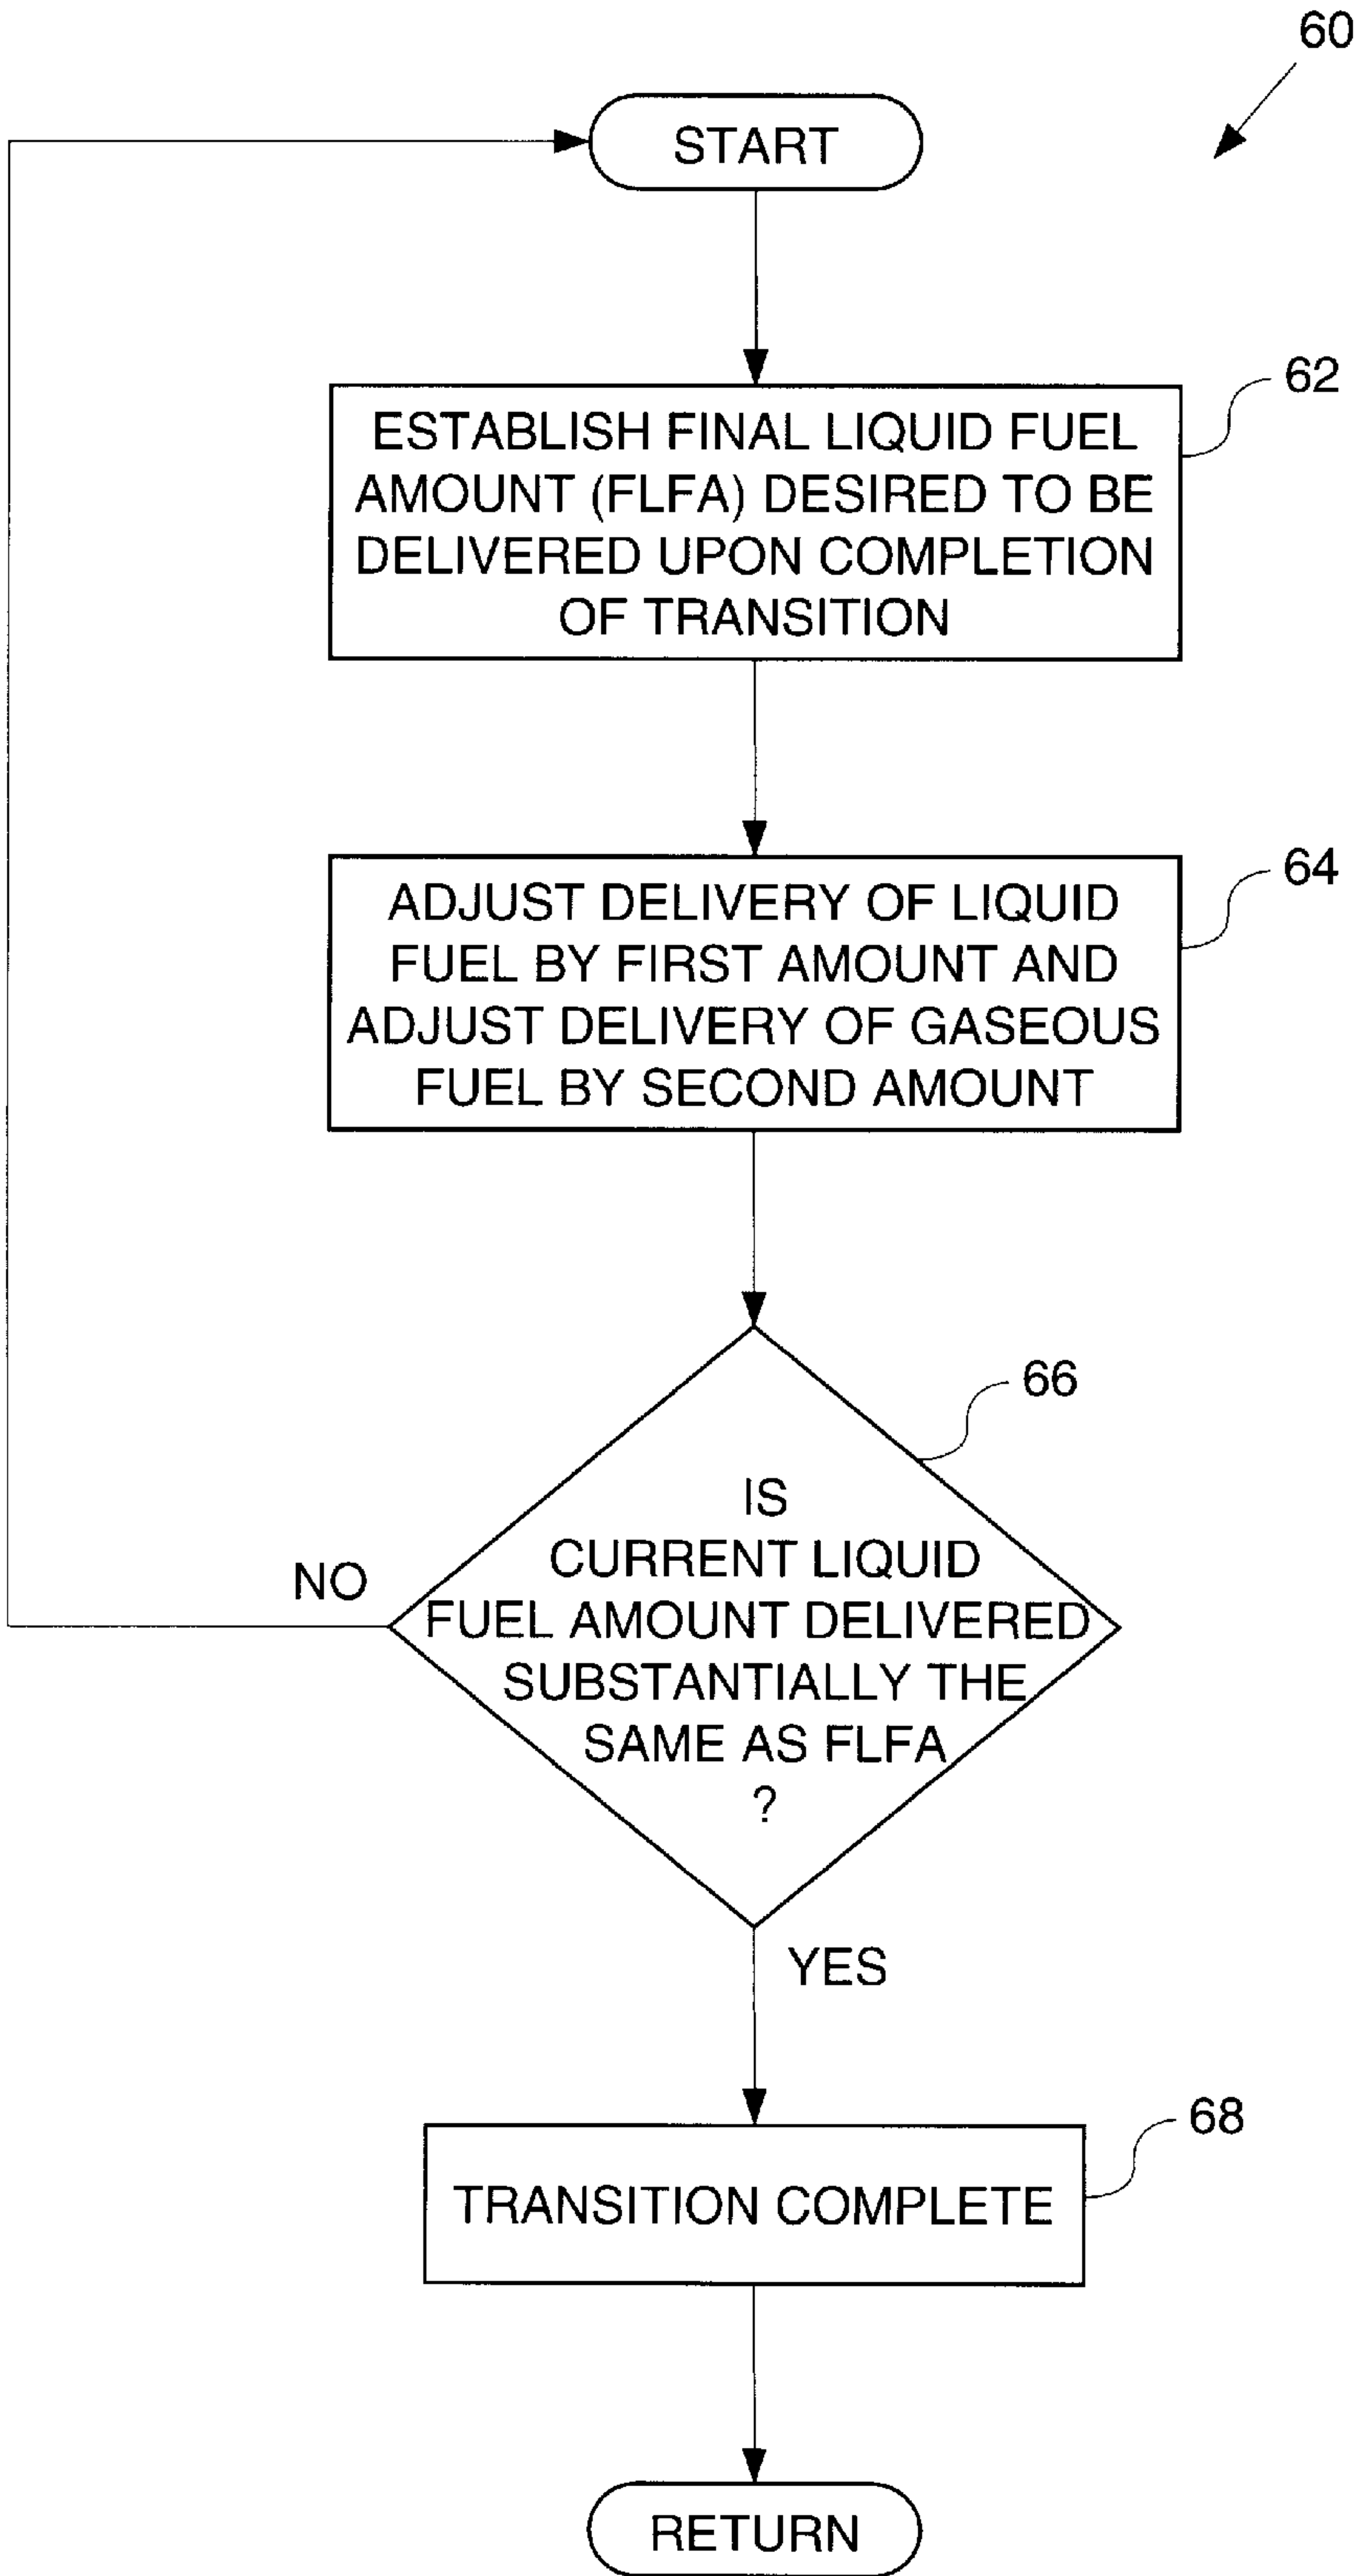 60
START
62
ESTABLISH FINAL LIQUID FUEL
AMOUNT (FLFA) DESIRED TO BE
DELIVERED UPON COMPLETION
OF TRANSITION
64
ADJUST DELIVERY OF LIQUID
FUEL BY FIRST AMOUNT AND
ADJUST DELIVERY OF GASEOUS
FUEL BY SECOND AMOUNT
66
IS
CURRENT LIQUID
FUEL AMOUNT DELIVERED
SUBSTANTIALLY THE
SAME AS FLFA
?
NO
YES
68
TRANSITION COMPLETE
RETURN